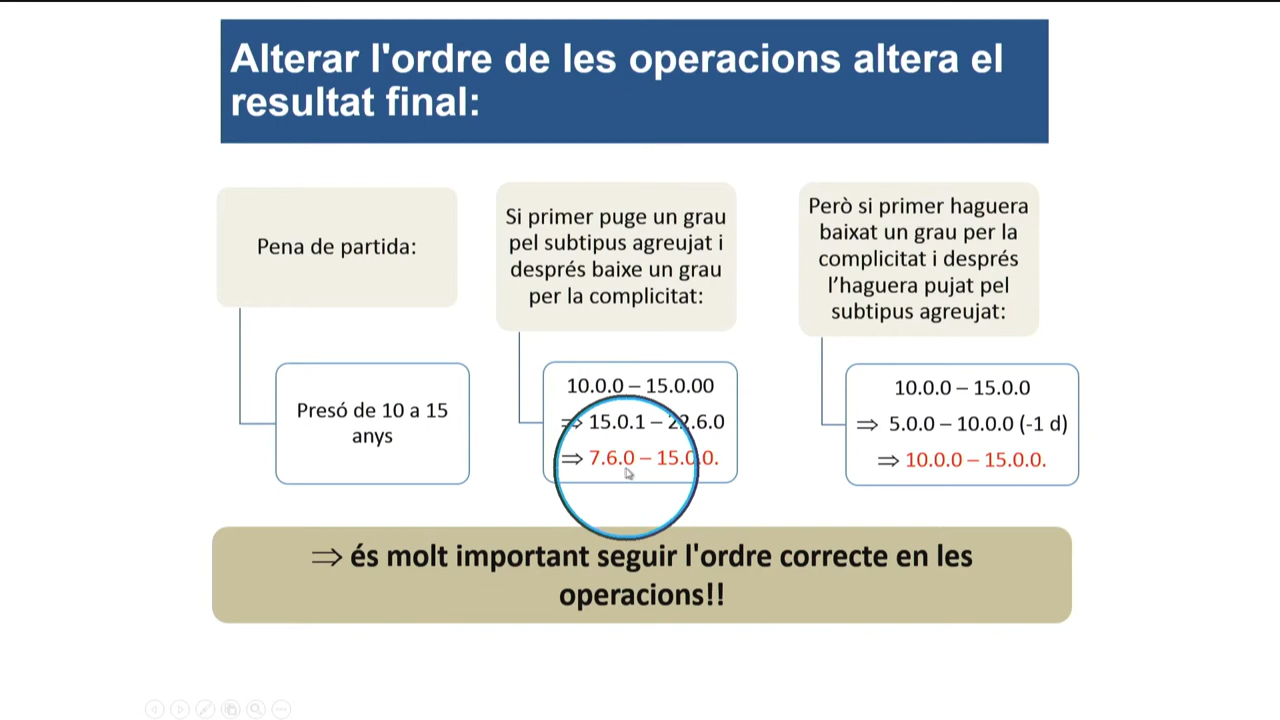 Alterar l'ordre de les operacions altera el
resultat final:
Pena de partida:
Presó de 10 a 15
anys
Si primer puge un grau
pel subtipus agreujat i
després baixe un grau
per la complicitat:
10.0.0 – 15.0.00
⇒ 15.0.1 – 22.6.0
⇒ 7.6.0 – 15.0.0.
Però si primer haguera
baixat un grau per la
complicitat i després
l’haguera pujat pel
subtipus agreujat:
10.0.0 – 15.0.0
⇒ 5.0.0 – 10.0.0 (-1 d)
⇒ 10.0.0 – 15.0.0.
⇒ és molt important seguir l'ordre correcte en les
operacions!!